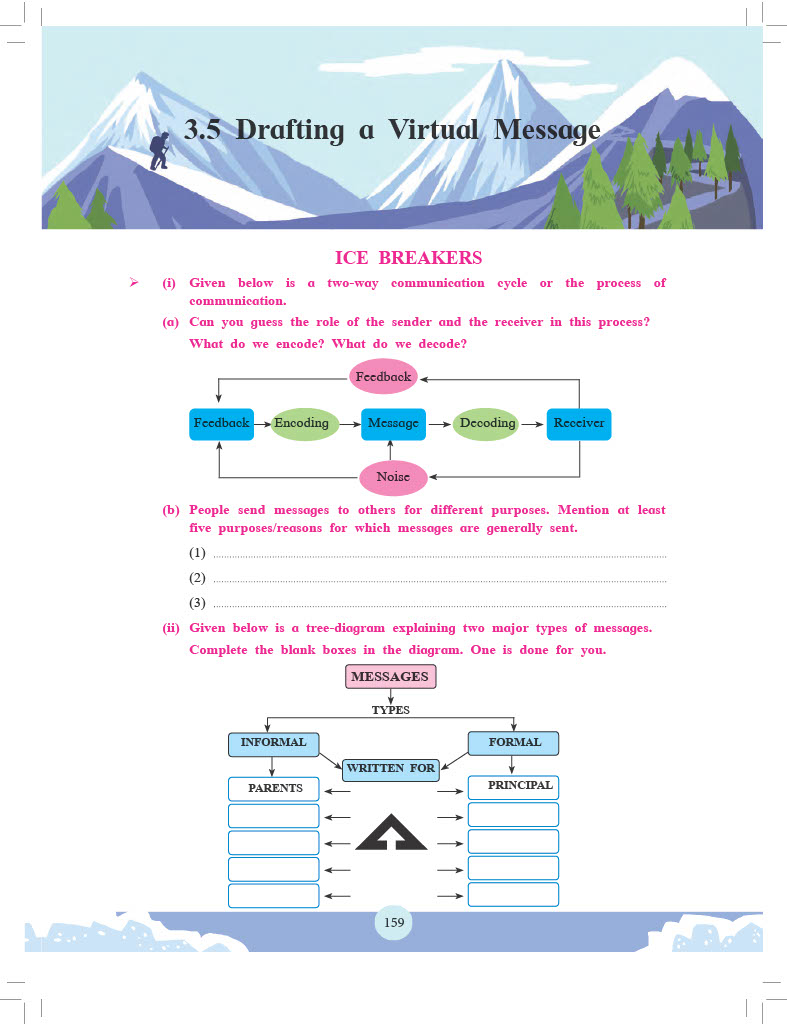 3.5 Drafting a Virtual Message
ICE BREAKERS
➢ (i) Given below is a two-way communication cycle or the process of
communication.
(a) Can you guess the role of the sender and the receiver in this process?
What do we encode? What do we decode?
Feedback
Feedback Encoding Message Decoding Receiver
Noise
(b) People send messages to others for different purposes. Mention at least
five purposes/reasons for which messages are generally sent.
(1) ........................................
(2) ........................................
(3) ........................................
(ii) Given below is a tree-diagram explaining two major types of messages.
Complete the blank boxes in the diagram. One is done for you.
MESSAGES
TYPES
INFORMAL FORMAL
WRITTEN FOR
PARENTS PRINCIPAL
159